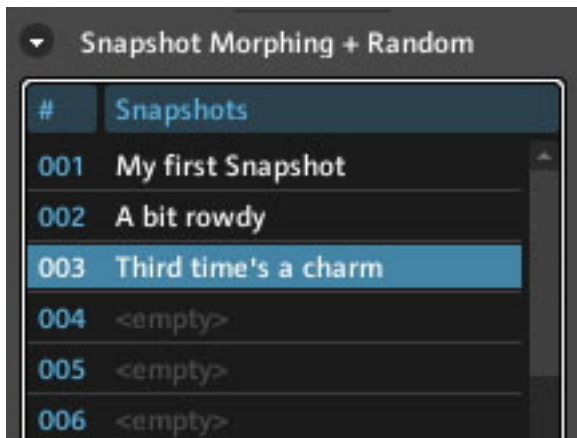 Snapshot Morphing + Random
# Snapshots
001 My first Snapshot
002 A bit rowdy
003 Third time's a charm
004 <empty>
005 <empty>
006 <empty>